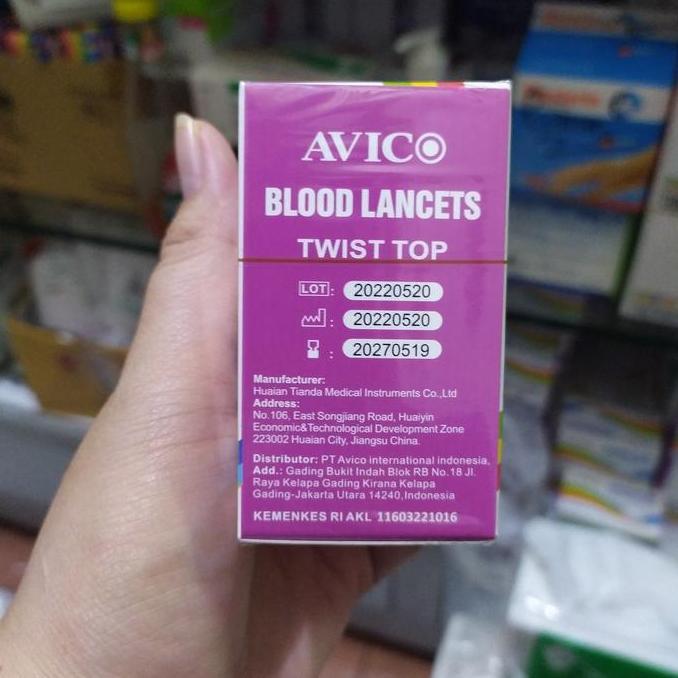 AVICO
BLOOD LANCETS
TWIST TOP
LOT: 20220520
: 20220520
: 20270519
Manufacturer:
Huaian Tianda Medical Instruments Co.,Ltd
Address:
No.106, East Songjiang Road, Huaiyin
Economic&Technological Development Zone
223002 Huaian City, Jiangsu China.
Distributor: PT Avico international indonesia,
Add.: Gading Bukit Indah Blok RB No.18 Jl.
Raya Kelapa Gading Kirana Kelapa
Gading-Jakarta Utara 14240,Indonesia
KEMENKES RI AKL 11603221016